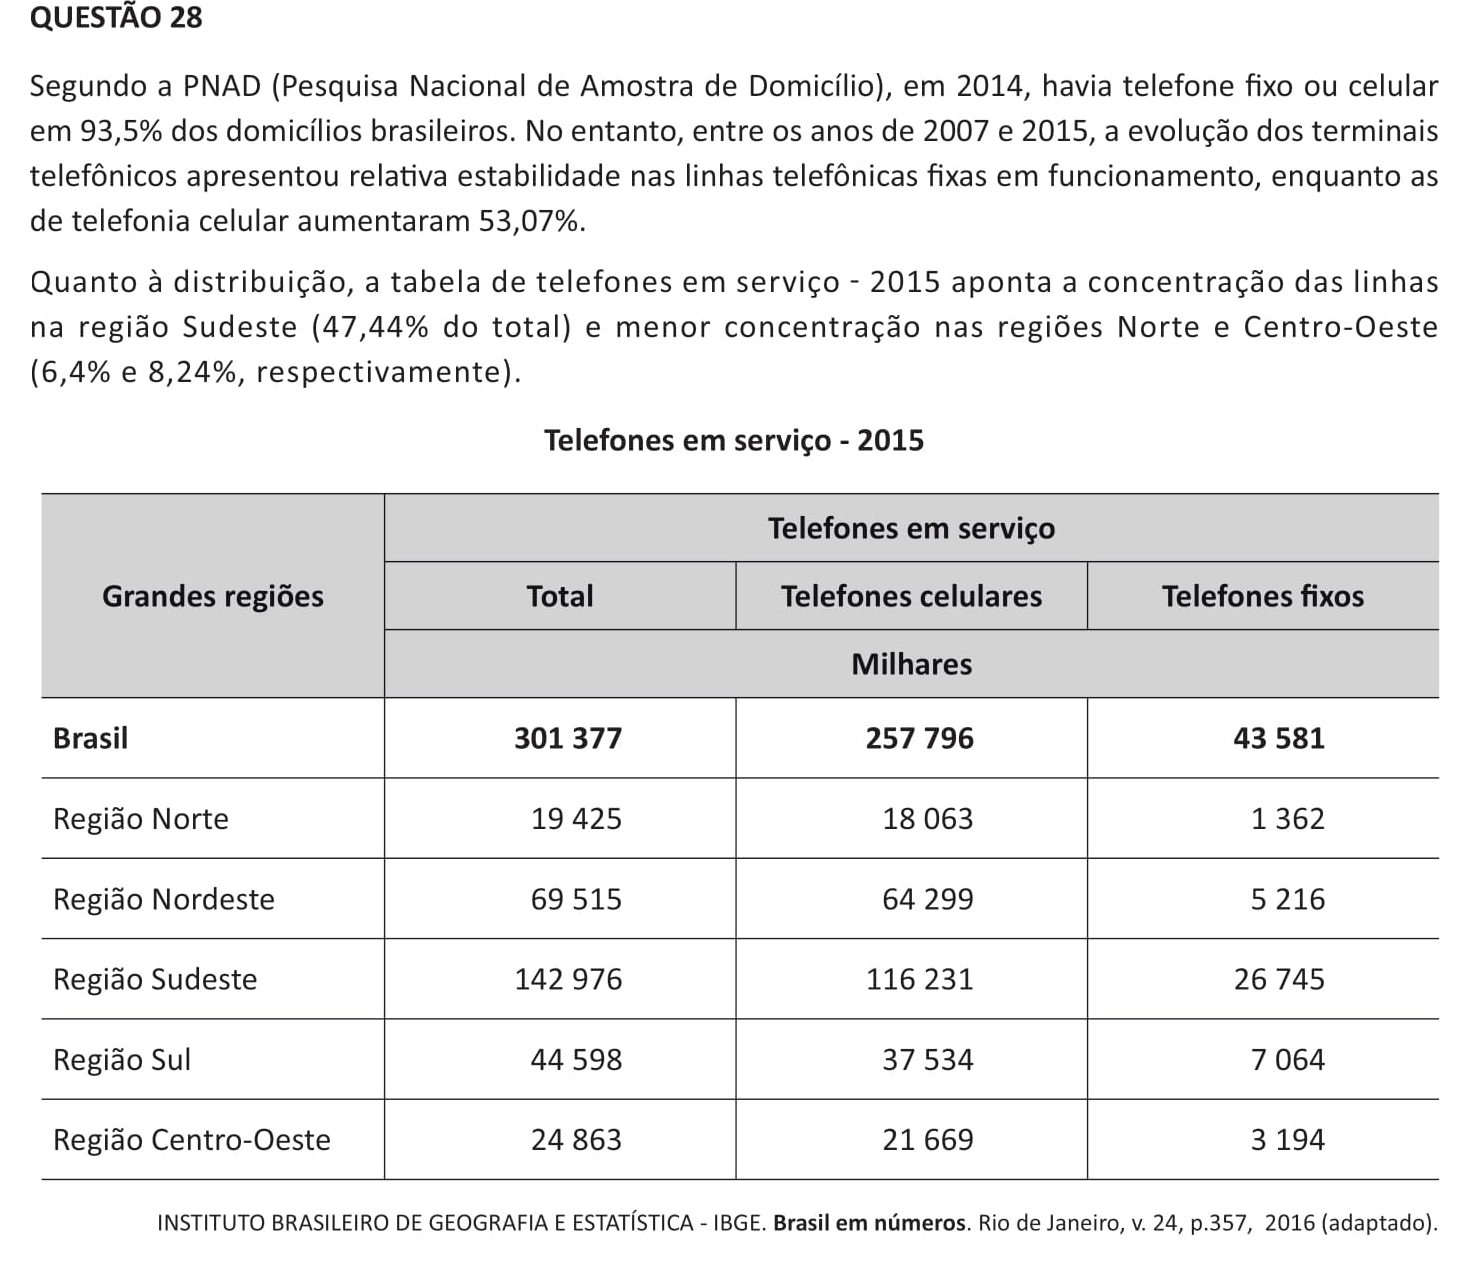 QUESTÃO 28
Segundo a PNAD (Pesquisa Nacional de Amostra de Domicílio), em 2014, havia telefone fixo ou celular
em 93,5% dos domicílios brasileiros. No entanto, entre os anos de 2007 e 2015, a evolução dos terminais
telefônicos apresentou relativa estabilidade nas linhas telefônicas fixas em funcionamento, enquanto as
de telefonia celular aumentaram 53,07%.
Quanto à distribuição, a tabela de telefones em serviço - 2015 aponta a concentração das linhas
na região Sudeste (47,44% do total) e menor concentração nas regiões Norte e Centro-Oeste
(6,4% e 8,24%, respectivamente).
Telefones em serviço - 2015
Telefones em serviço
Grandes regiões Total Telefones celulares Telefones fixos
Milhares
Brasil 301 377 257 796 43 581
Região Norte 19 425 18 063 1 362
Região Nordeste 69 515 64 299 5 216
Região Sudeste 142 976 116 231 26 745
Região Sul 44 598 37 534 7 064
Região Centro-Oeste 24 863 21 669 3 194
INSTITUTO BRASILEIRO DE GEOGRAFIA E ESTATÍSTICA - IBGE. Brasil em números. Rio de Janeiro, v. 24, p.357, 2016 (adaptado).